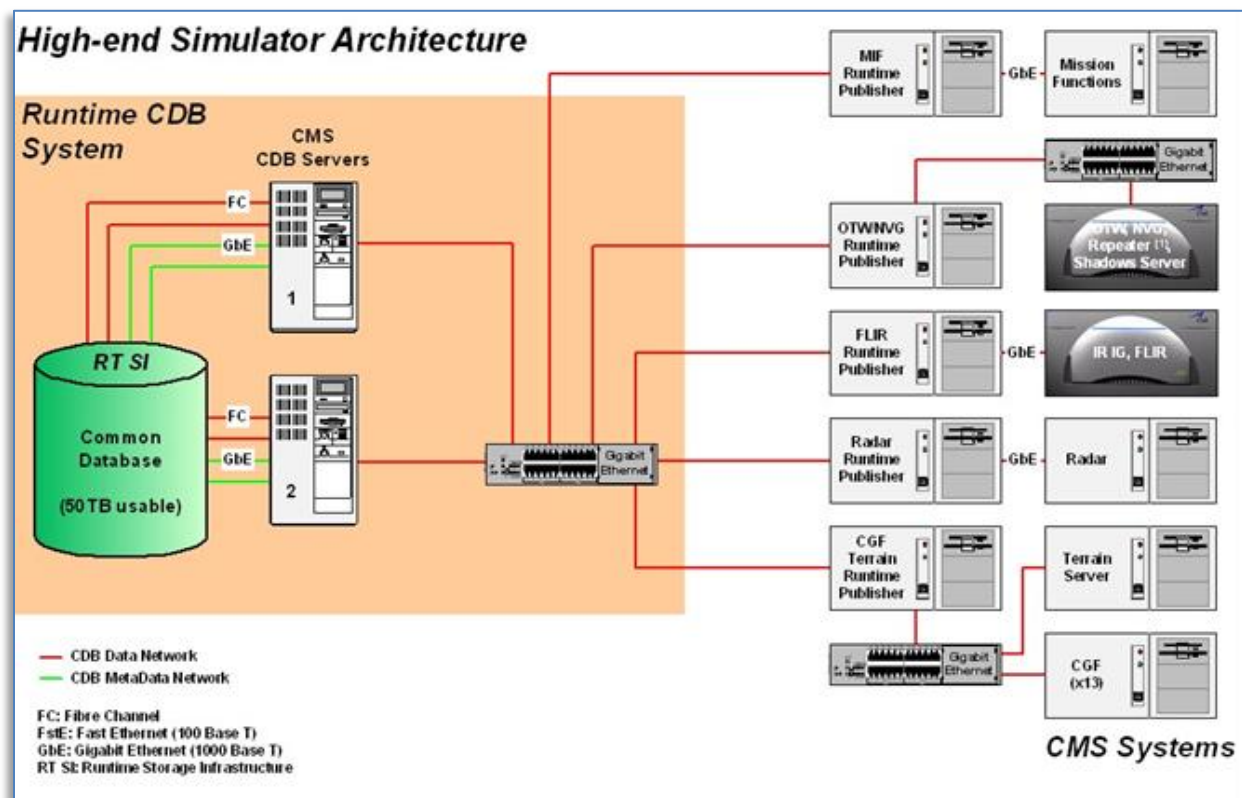 High-end Simulator Architecture
Runtime CDB
System
CMS
CDB Servers
FC
GbE
1
RT SI
Common
Database
(50TB usable)
FC
GbE
2
Gigabit
Ethernet
MIF
Runtime
Publisher
GbE
Mission
Functions
Gigabit
Ethernet
OTW/NVG
Runtime
Publisher
OTW, NVG,
Repeater [1],
Shadows Server
FLIR
Runtime
Publisher
GbE
IR IG, FLIR
Radar
Runtime
Publisher
GbE
Radar
CGF
Terrain
Runtime
Publisher
Terrain
Server
Gigabit
Ethernet
CGF
(x13)
CMS Systems
CDB Data Network
CDB MetaData Network
FC: Fibre Channel
FstE: Fast Ethernet (100 Base T)
GbE: Gigabit Ethernet (1000 Base T)
RT SI: Runtime Storage Infrastructure